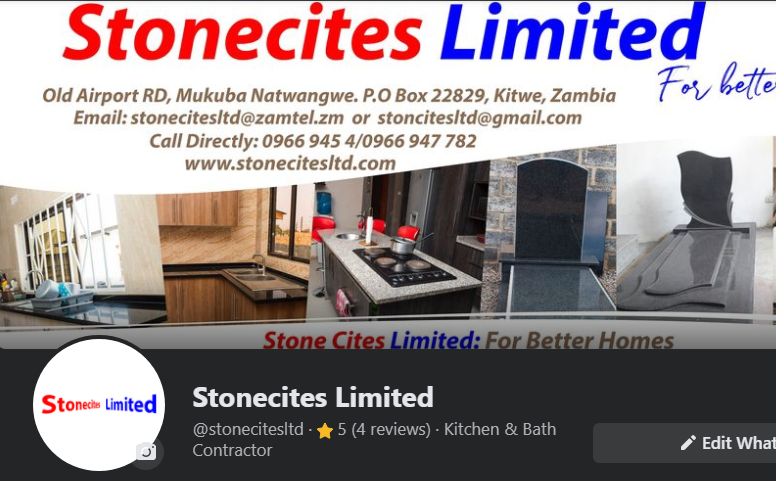 Stonecites Limited
For bette
Old Airport RD, Mukuba Natwangwe. P.O Box 22829, Kitwe, Zambia
Email: stonecitesltd@zamtel.zm or stoncitesltd@gmail.com
Call Directly: 0966 945 4/0966 947 782
www.stonecitesltd.com
Stone Cites Limited: For Better Homes
Stonecites Limited
Stonecites Limited
@stonecitesltd · 5 (4 reviews) · Kitchen & Bath
Contractor
Edit What